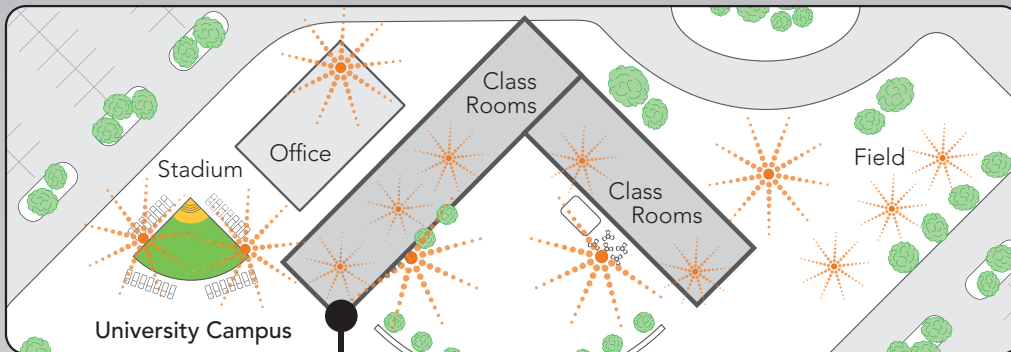 Class
Rooms
Office
Stadium
Field
Class
Rooms
University Campus